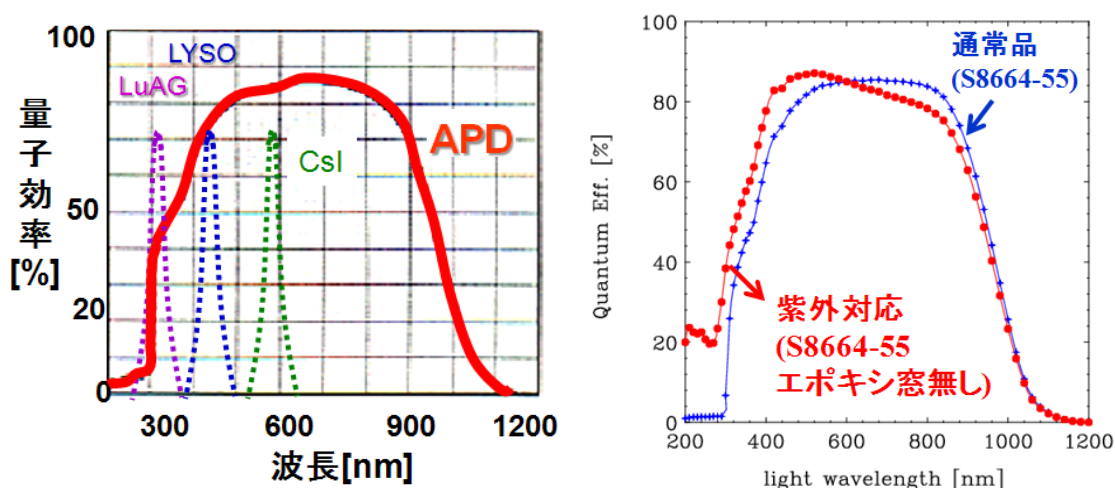 100
量子効率
[%]
50
20
0
LuAG
LYSO
CsI
APD
300
600
900
1200
波長[nm]
100
80
60
40
20
0
Quantum Eff. [%]
通常品
(S8664-55)
紫外対応
(S8664-55
エポキシ窓無し)
200
400
600
800
1000
1200
light wavelength [nm]